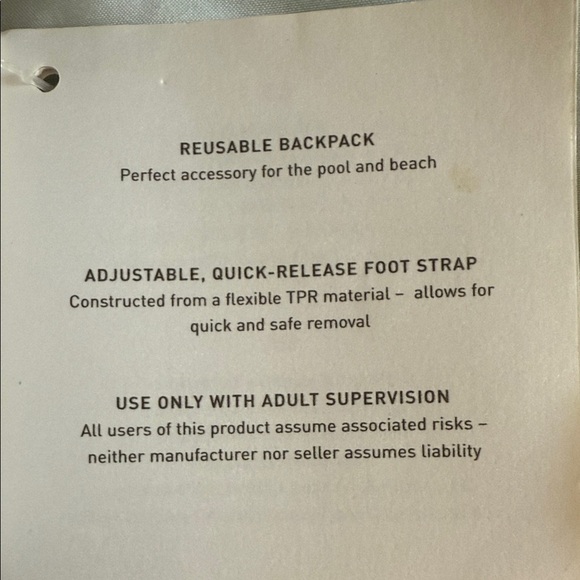 REUSABLE BACKPACK
Perfect accessory for the pool and beach
ADJUSTABLE, QUICK-RELEASE FOOT STRAP
Constructed from a flexible TPR material – allows for
quick and safe removal
USE ONLY WITH ADULT SUPERVISION
All users of this product assume associated risks –
neither manufacturer nor seller assumes liability